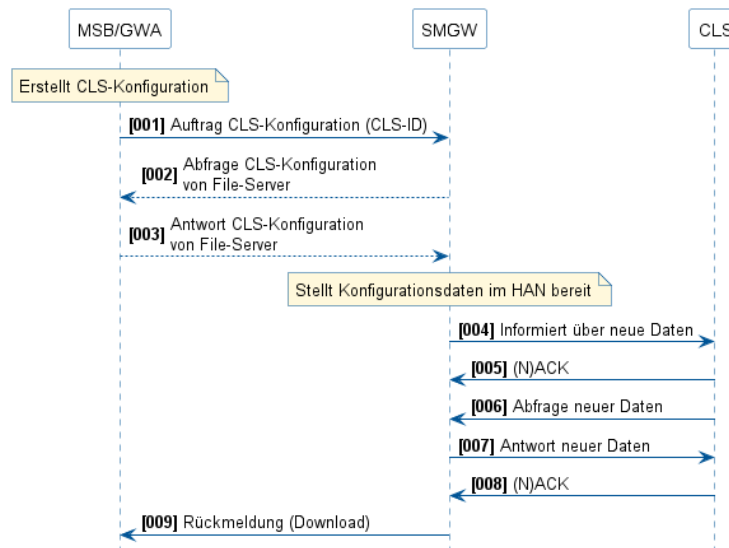 MSB/GWA
SMGW
CLS
Erstellt CLS-Konfiguration
[001] Auftrag CLS-Konfiguration (CLS-ID)
[002] Abfrage CLS-Konfiguration
von File-Server
[003] Antwort CLS-Konfiguration
von File-Server
Stellt Konfigurationsdaten im HAN bereit
[004] Informiert über neue Daten
[005] (N)ACK
[006] Abfrage neuer Daten
[007] Antwort neuer Daten
[008] (N)ACK
[009] Rückmeldung (Download)